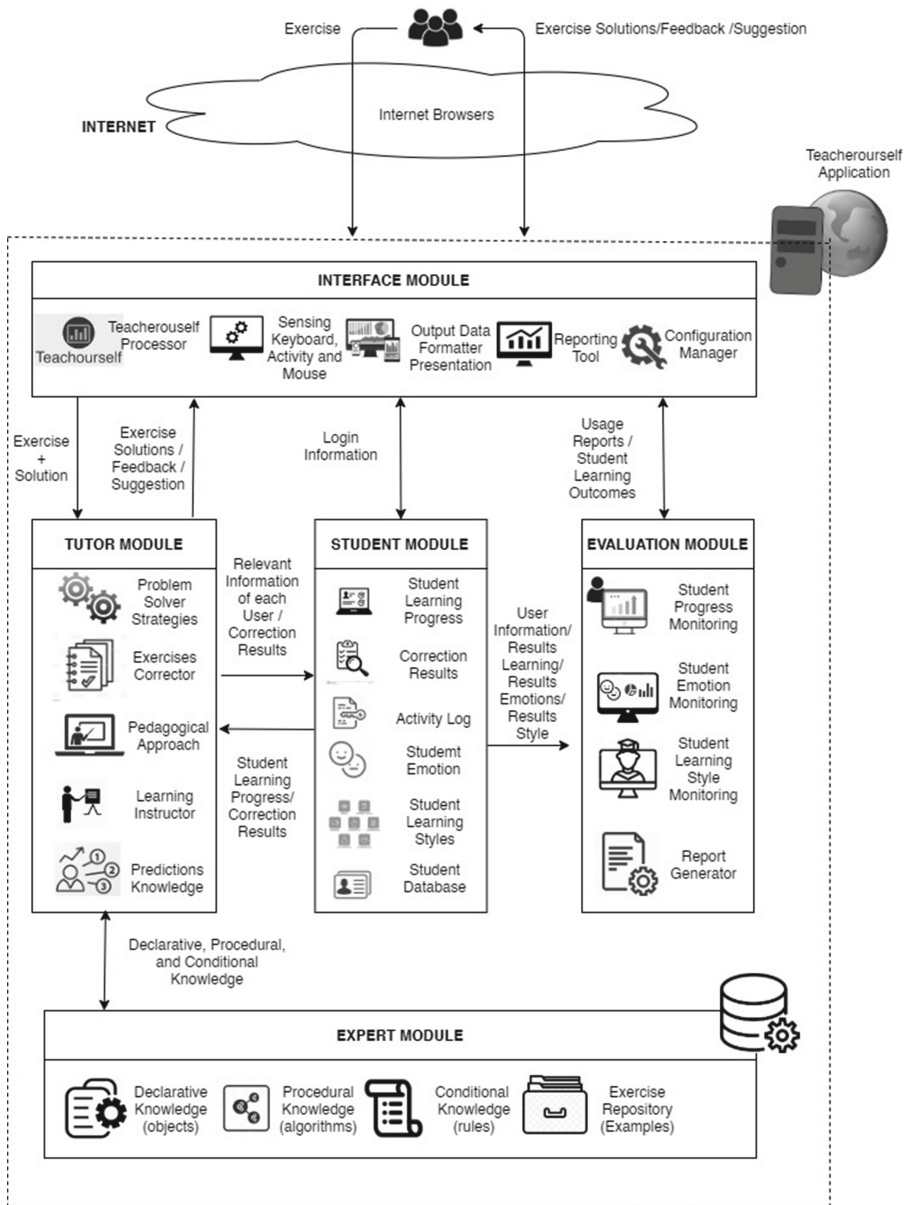 Exercise
Exercise Solutions/Feedback /Suggestion
Internet Browsers
INTERNET
Teacherourself
Application
INTERFACE MODULE
Teachourself
Teacherouself
Processor
Sensing
Keyboard,
Activity and
Mouse
Output Data
Formatter
Presentation
Reporting
Tool
Configuration
Manager
Exercise
+
Solution
Exercise
Solutions /
Feedback /
Suggestion
Login
Information
Usage
Reports /
Student
Learning
Outcomes
TUTOR MODULE
Problem
Solver
Strategies
Exercises
Corrector
Pedagogical
Approach
Learning
Instructor
Predictions
Knowledge
Relevant
Information
of each
User /
Correction
Results
Student
Learning
Progress/
Correction
Results
STUDENT MODULE
Student
Learning
Progress
Correction
Results
Activity Log
Studemt
Emotion
Student
Learning
Styles
Student
Database
User
Information/
Results
Learning/
Results
Emotions/
Results
Style
EVALUATION MODULE
Student
Progress
Monitoring
Student
Emotion
Monitoring
Student
Learning
Style
Monitoring
Report
Generator
Declarative, Procedural,
and Conditional
Knowledge
EXPERT MODULE
Declarative
Knowledge
(objects)
Procedural
Knowledge
(algorithms)
Conditional
Knowledge
(rules)
Exercise
Repository
(Examples)